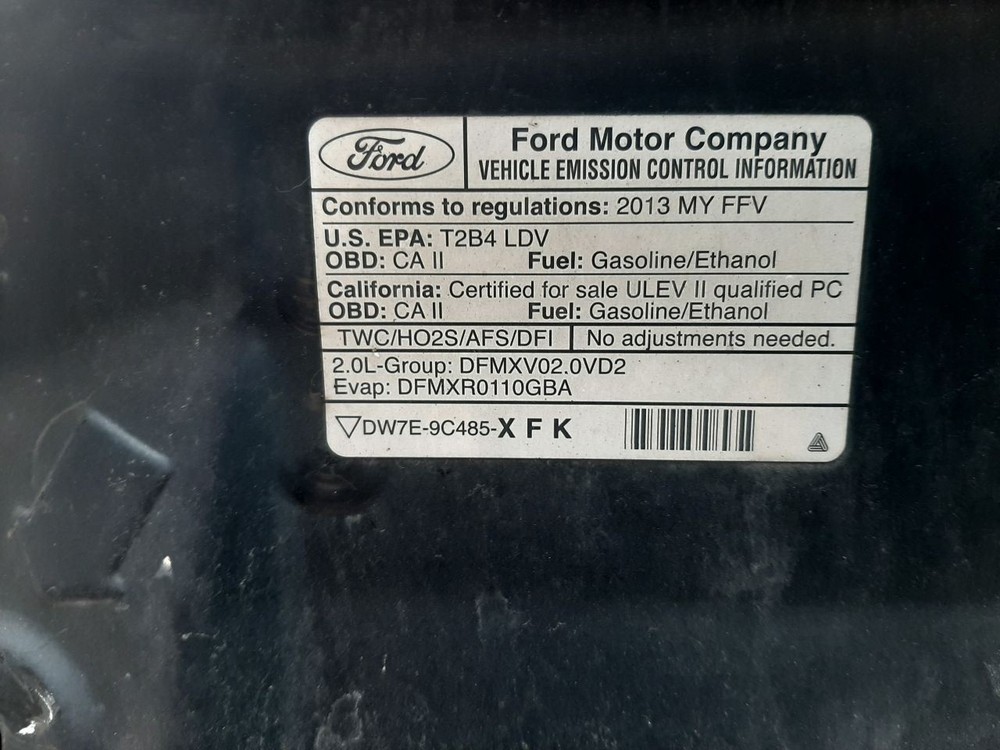 Ford
Ford Motor Company
VEHICLE EMISSION CONTROL INFORMATION
Conforms to regulations: 2013 MY FFV
U.S. EPA: T2B4 LDV
OBD: CA II Fuel: Gasoline/Ethanol
California: Certified for sale ULEV II qualified PC
OBD: CA II Fuel: Gasoline/Ethanol
TWC/HO2S/AFS/DFI No adjustments needed.
2.0L-Group: DFMXV02.0VD2
Evap: DFMXR0110GBA
DW7E-9C485-X F K